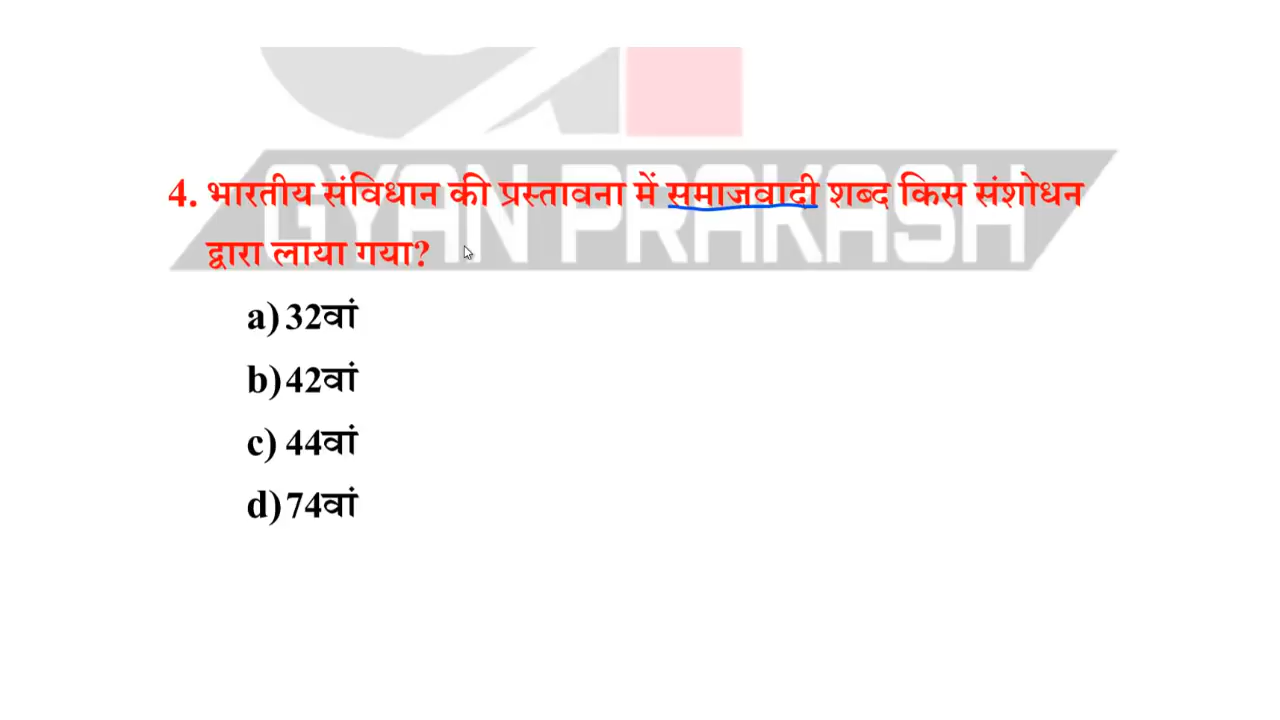 GYAN PRAKASH
4. भारतीय संविधान की प्रस्तावना में समाजवादी शब्द किस संशोधन
द्वारा लाया गया?
a) 32वां
b) 42वां
c) 44वां
d) 74वां